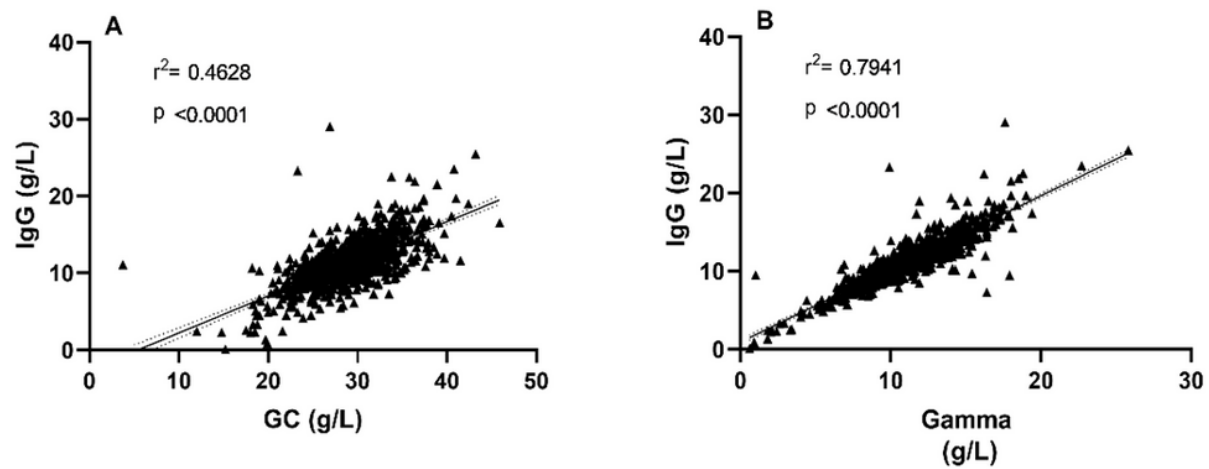 A
r²= 0.4628
p <0.0001
IgG (g/L)
40
30
20
10
0
0 10 20 30 40 50
GC (g/L)
B
r²= 0.7941
p <0.0001
IgG (g/L)
40
30
20
10
0
0 10 20 30
Gamma
(g/L)